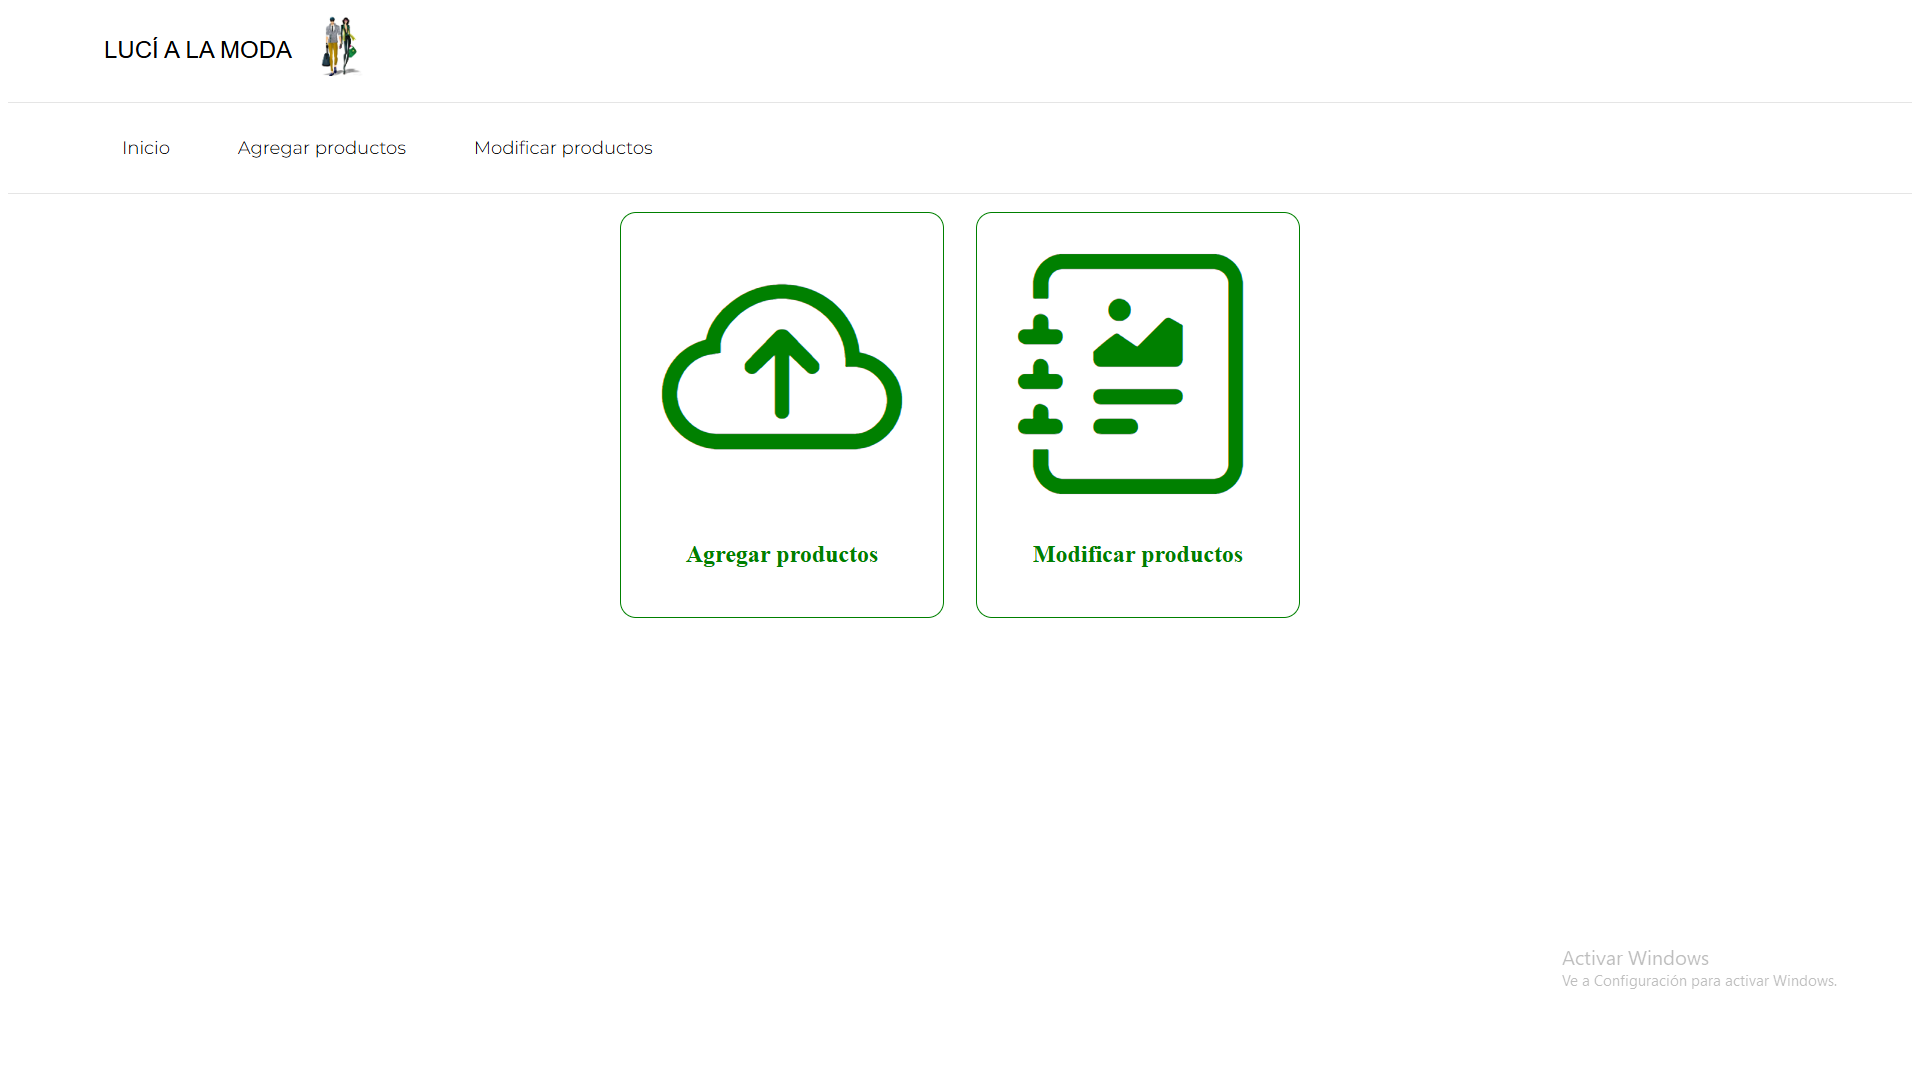 LUCÍ A LA MODA
Inicio
Agregar productos
Modificar productos
Agregar productos
Modificar productos
Activar Windows
Ve a Configuración para activar Windows.